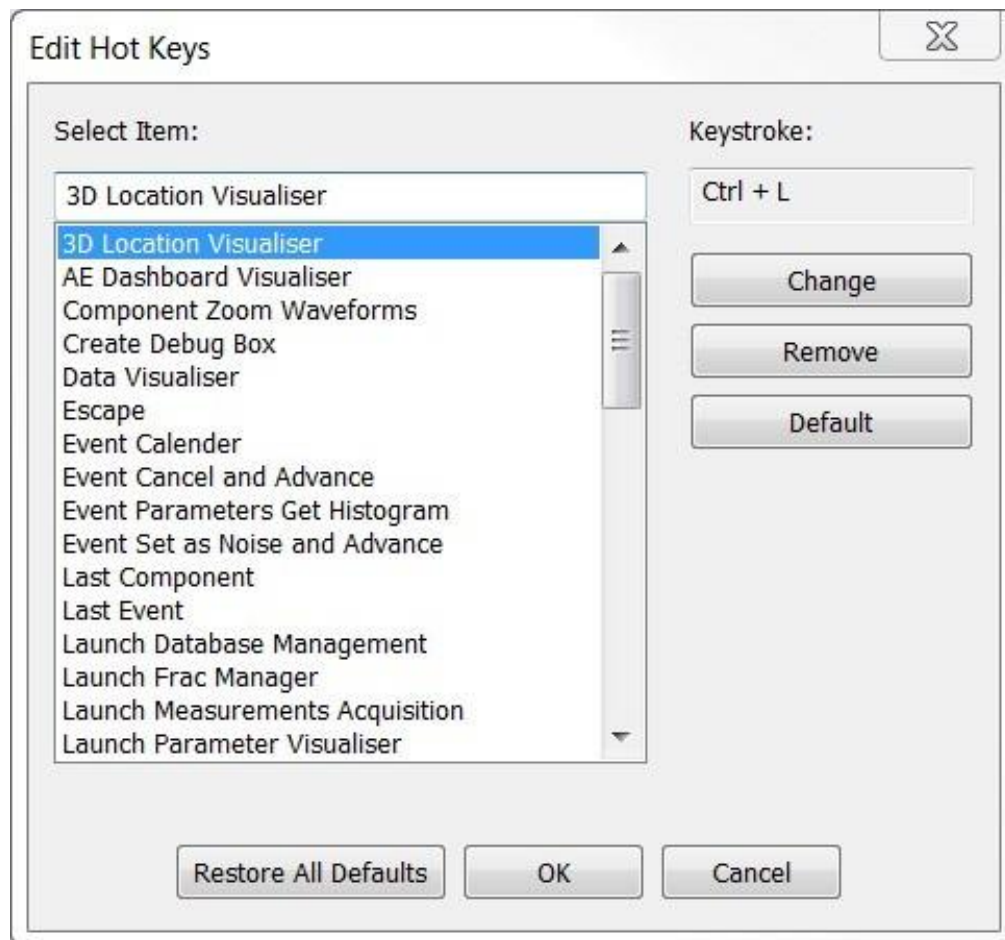 Edit Hot Keys
Select Item:
Keystroke:
3D Location Visualiser
Ctrl + L
3D Location Visualiser
AE Dashboard Visualiser
Component Zoom Waveforms
Create Debug Box
Data Visualiser
Escape
Event Calender
Event Cancel and Advance
Event Parameters Get Histogram
Event Set as Noise and Advance
Last Component
Last Event
Launch Database Management
Launch Frac Manager
Launch Measurements Acquisition
Launch Parameter Visualiser
Change
Remove
Default
Restore All Defaults
OK
Cancel